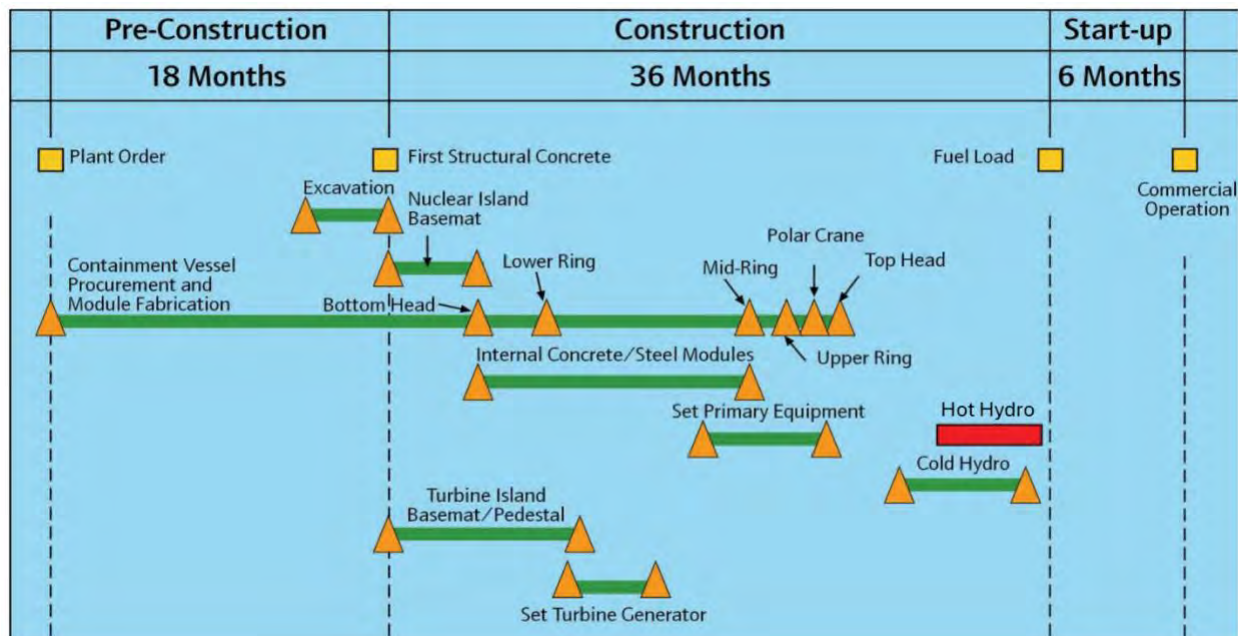 Pre-Construction
Construction
Start-up
18 Months
36 Months
6 Months
Plant Order
First Structural Concrete
Fuel Load
Commercial
Operation
Excavation
Nuclear Island
Basemat
Polar Crane
Lower Ring
Mid-Ring
Top Head
Containment Vessel
Procurement and
Module Fabrication
Bottom Head
Upper Ring
Internal Concrete/Steel Modules
Set Primary Equipment
Hot Hydro
Cold Hydro
Turbine Island
Basemat/Pedestal
Set Turbine Generator